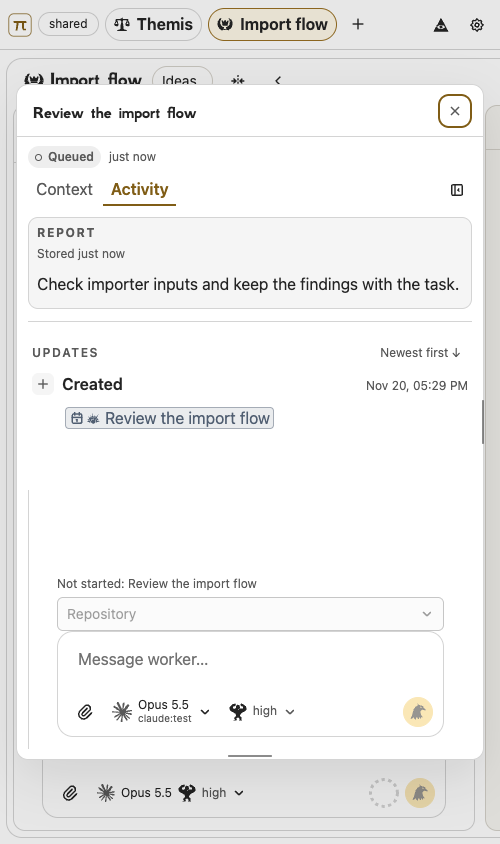 π shared Themis Import flow +
Import flow Ideas
Review the import flow
Queued just now
Context Activity
REPORT
Stored just now
Check importer inputs and keep the findings with the task.
UPDATES Newest first ↓
Created Nov 20, 05:29 PM
Review the import flow
Not started: Review the import flow
Repository
Message worker...
Opus 5.5 high
claude:test
Opus 5.5 high